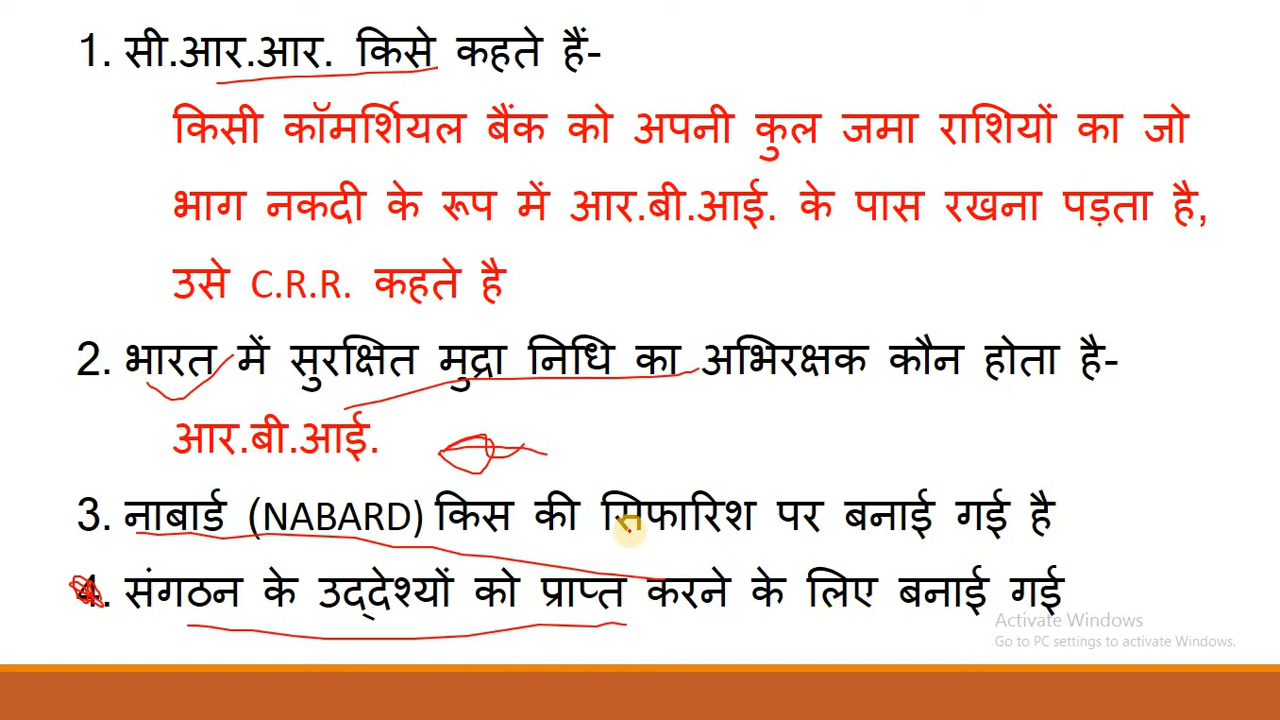 1. सी.आर.आर. किसे कहते हैं-
किसी कॉमर्शियल बैंक को अपनी कुल जमा राशियों का जो
भाग नकदी के रूप में आर.बी.आई. के पास रखना पड़ता है,
उसे C.R.R. कहते है
2. भारत में सुरक्षित मुद्रा निधि का अभिरक्षक कौन होता है-
आर.बी.आई.
3. नाबार्ड (NABARD) किस की सिफारिश पर बनाई गई है
4. संगठन के उद्देश्यों को प्राप्त करने के लिए बनाई गई
Activate Windows
Go to PC settings to activate Windows.